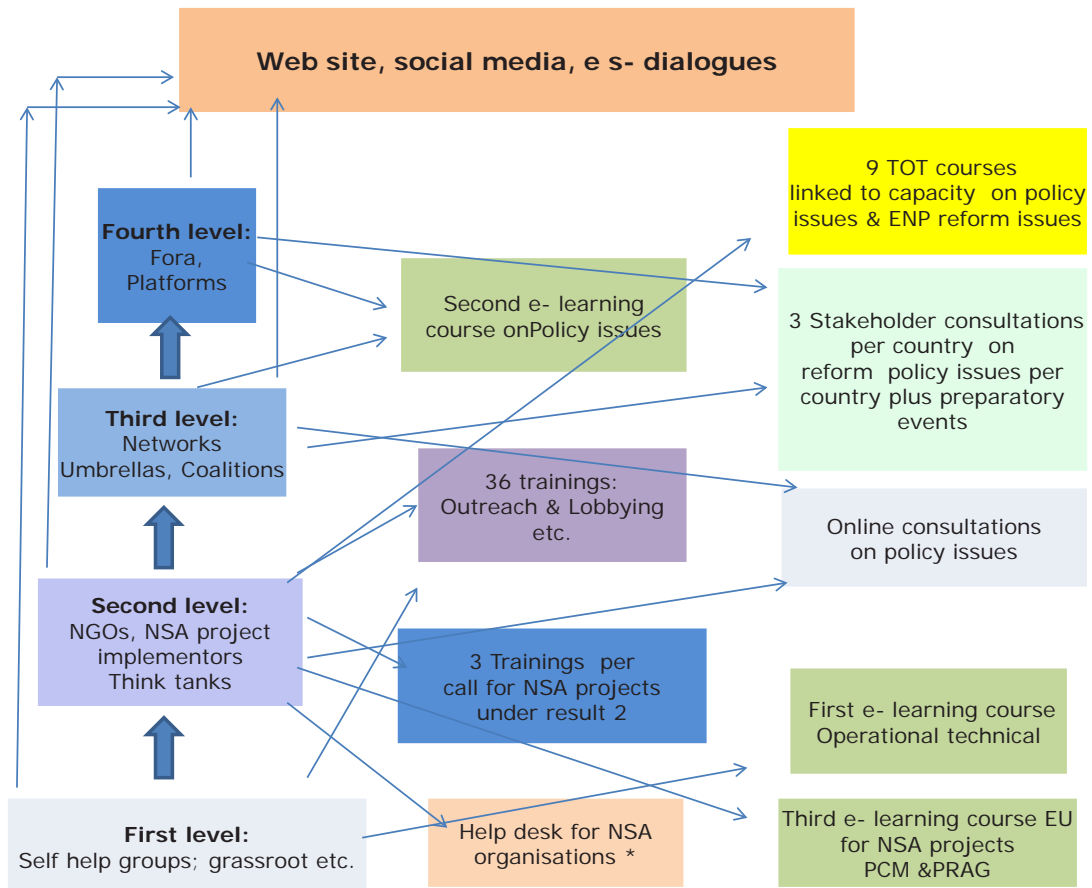 Web site, social media, e s- dialogues
9 TOT courses
linked to capacity on policy
issues & ENP reform issues
Fourth level:
Fora,
Platforms
Second e- learning
course onPolicy issues
3 Stakeholder consultations
per country on
reform policy issues per
country plus preparatory
events
Third level:
Networks
Umbrellas, Coalitions
36 trainings:
Outreach & Lobbying
etc.
Online consultations
on policy issues
Second level:
NGOs, NSA project
implementors
Think tanks
3 Trainings per
call for NSA projects
under result 2
First e- learning course
Operational technical
First level:
Self help groups; grassroot etc.
Help desk for NSA
organisations *
Third e- learning course EU
for NSA projects
PCM &PRAG